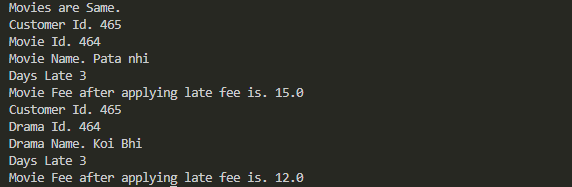 Movies are Same.
Customer Id. 465
Movie Id. 464
Movie Name. Pata nhi
Days Late 3
Movie Fee after applying late fee is. 15.0
Customer Id. 465
Drama Id. 464
Drama Name. Koi Bhi
Days Late 3
Movie Fee after applying late fee is. 12.0